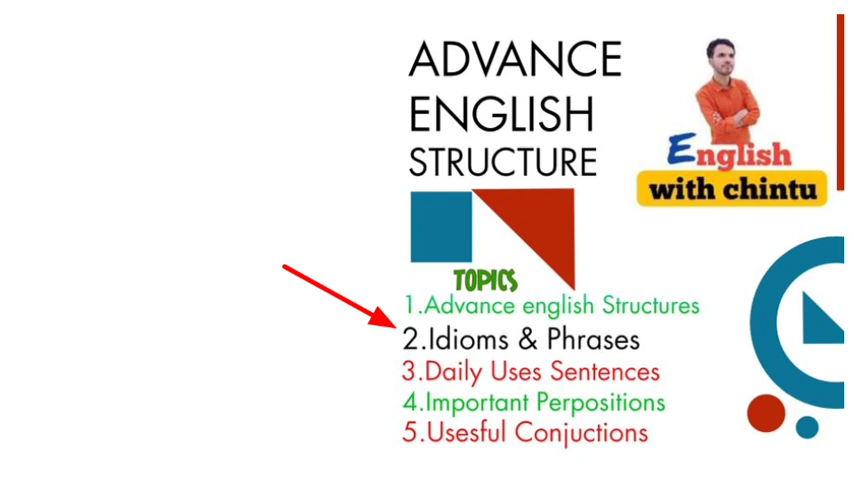 ADVANCE
ENGLISH
STRUCTURE
English
with chintu
TOPICS
1.Advance english Structures
2.Idioms & Phrases
3.Daily Uses Sentences
4.Important Perpositions
5.Usesful Conjuctions